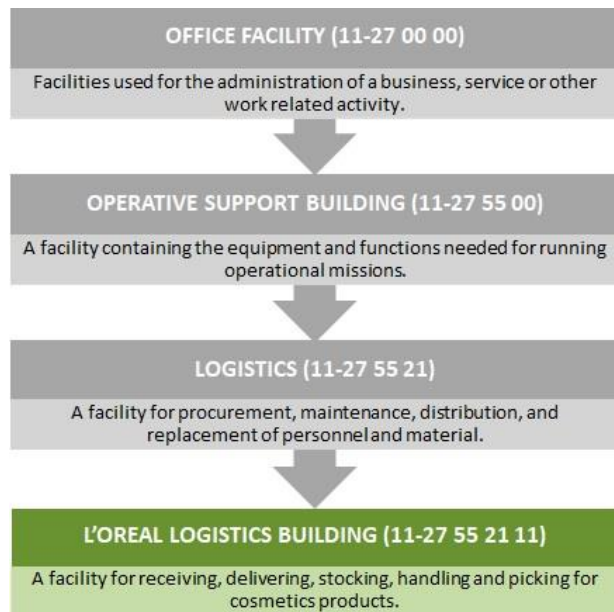 OFFICE FACILITY (11-27 00 00)
Facilities used for the administration of a business, service or other
work related activity.
OPERATIVE SUPPORT BUILDING (11-27 55 00)
A facility containing the equipment and functions needed for running
operational missions.
LOGISTICS (11-27 55 21)
A facility for procurement, maintenance, distribution, and
replacement of personnel and material.
L'OREAL LOGISTICS BUILDING (11-27 55 21 11)
A facility for receiving, delivering, stocking, handling and picking for
cosmetics products.